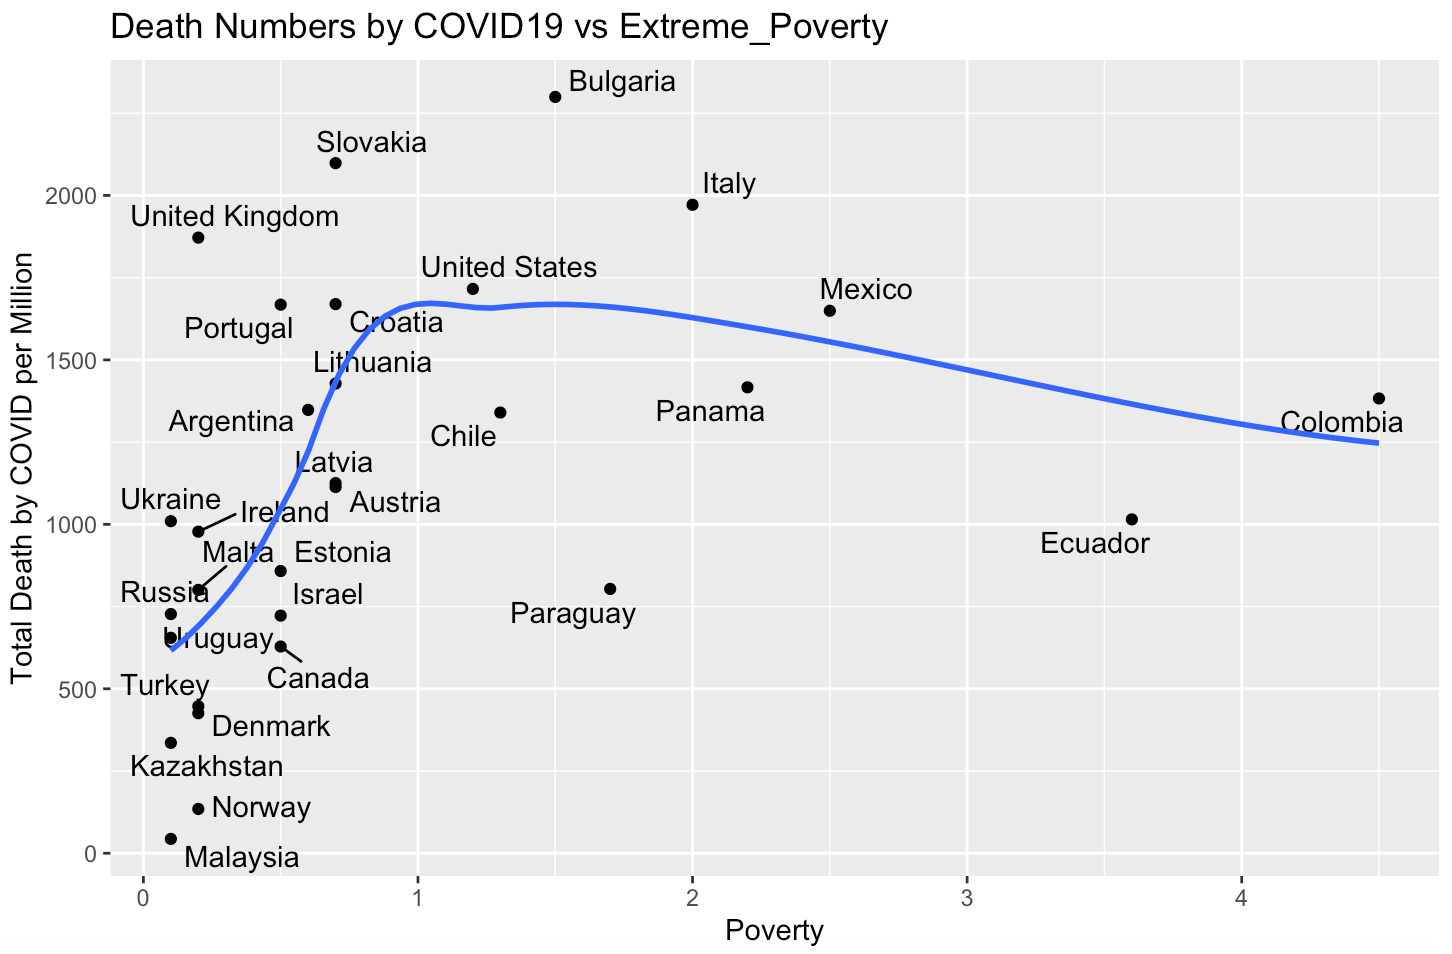 Death Numbers by COVID19 vs Extreme_Poverty
Bulgaria
Slovakia
Italy
2000
United Kingdom
United States
Mexico
Portugal
Croatia
Lithuania
1500
Panama
Argentina
Colombia
Chile
Latvia
Ukraine
Austria
Ireland
1000
Ecuador
Malta
Estonia
Russia
Israel
Paraguay
Uruguay
Canada
Turkey
500
Denmark
Kazakhstan
Norway
Malaysia
0
0 1 2 3 4
Poverty
Total Death by COVID per Million